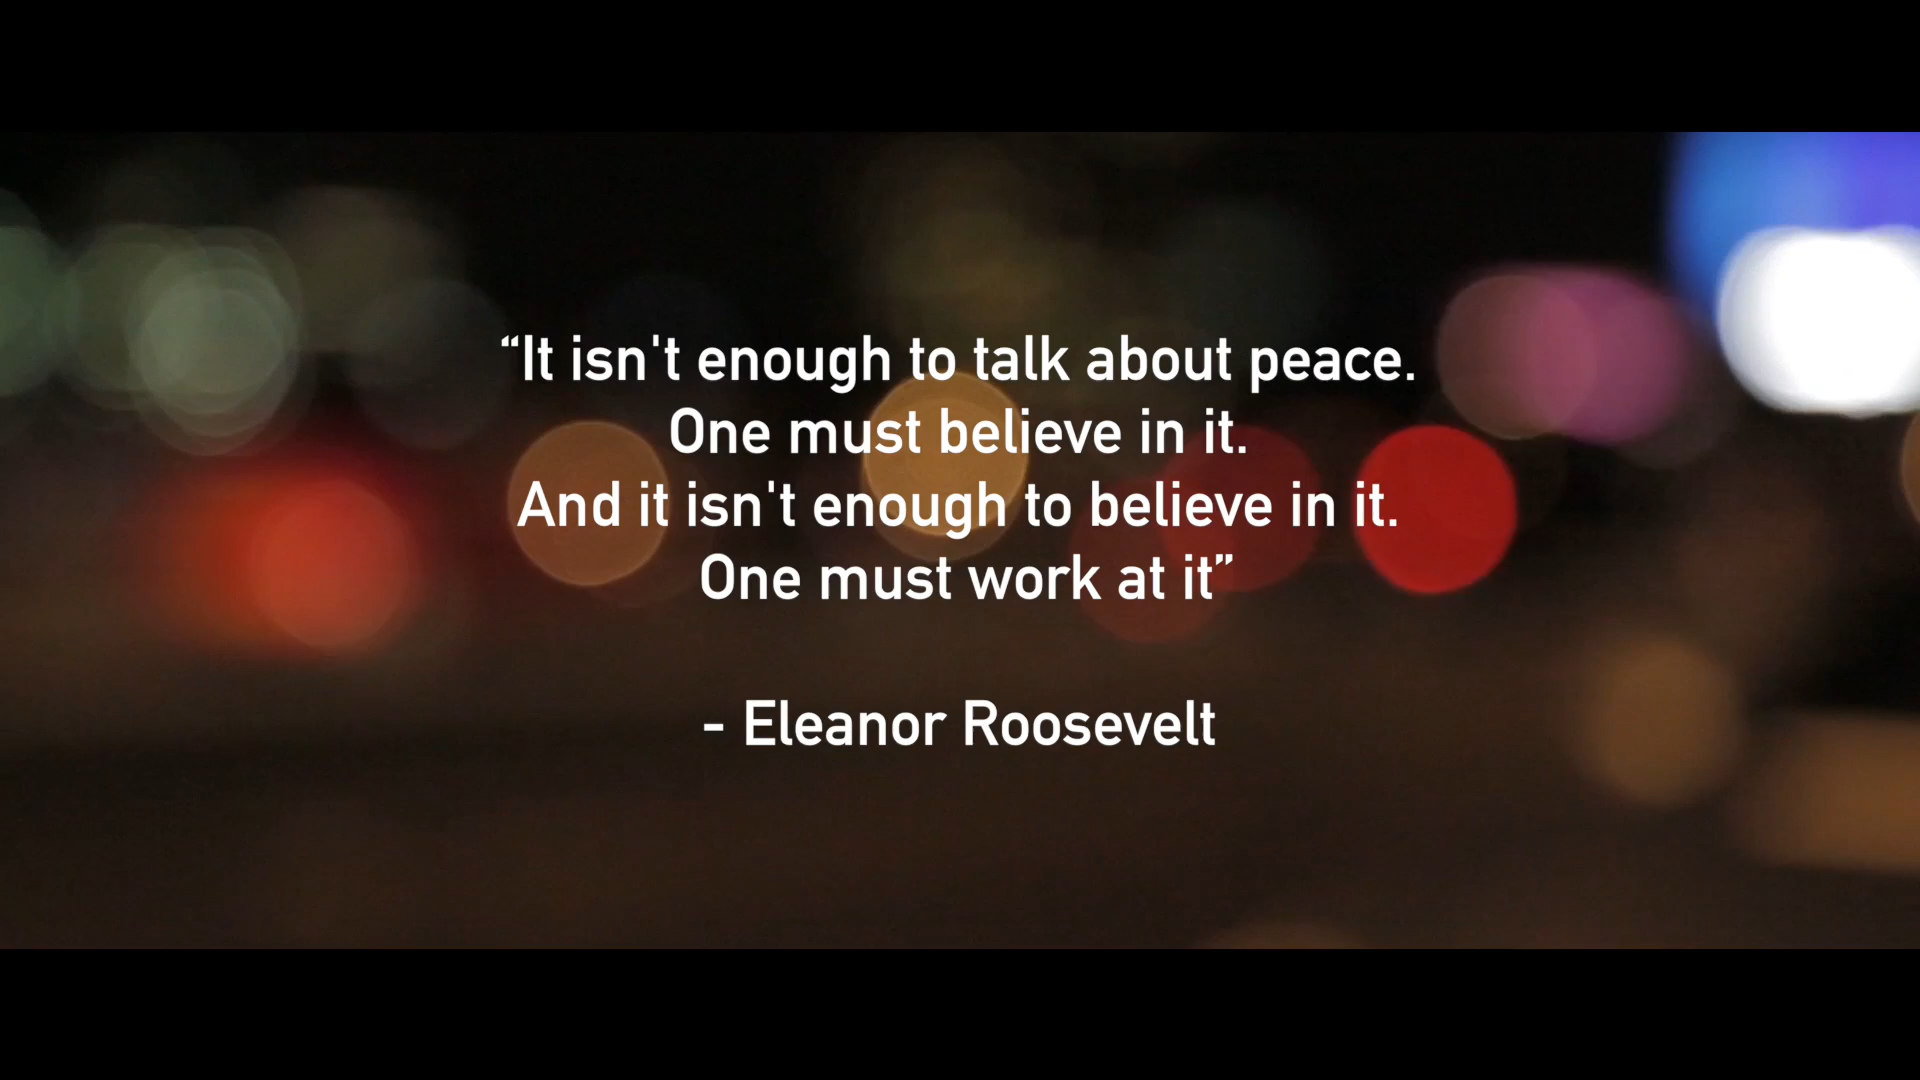 “It isn't enough to talk about peace.
One must believe in it.
And it isn't enough to believe in it.
One must work at it”
- Eleanor Roosevelt